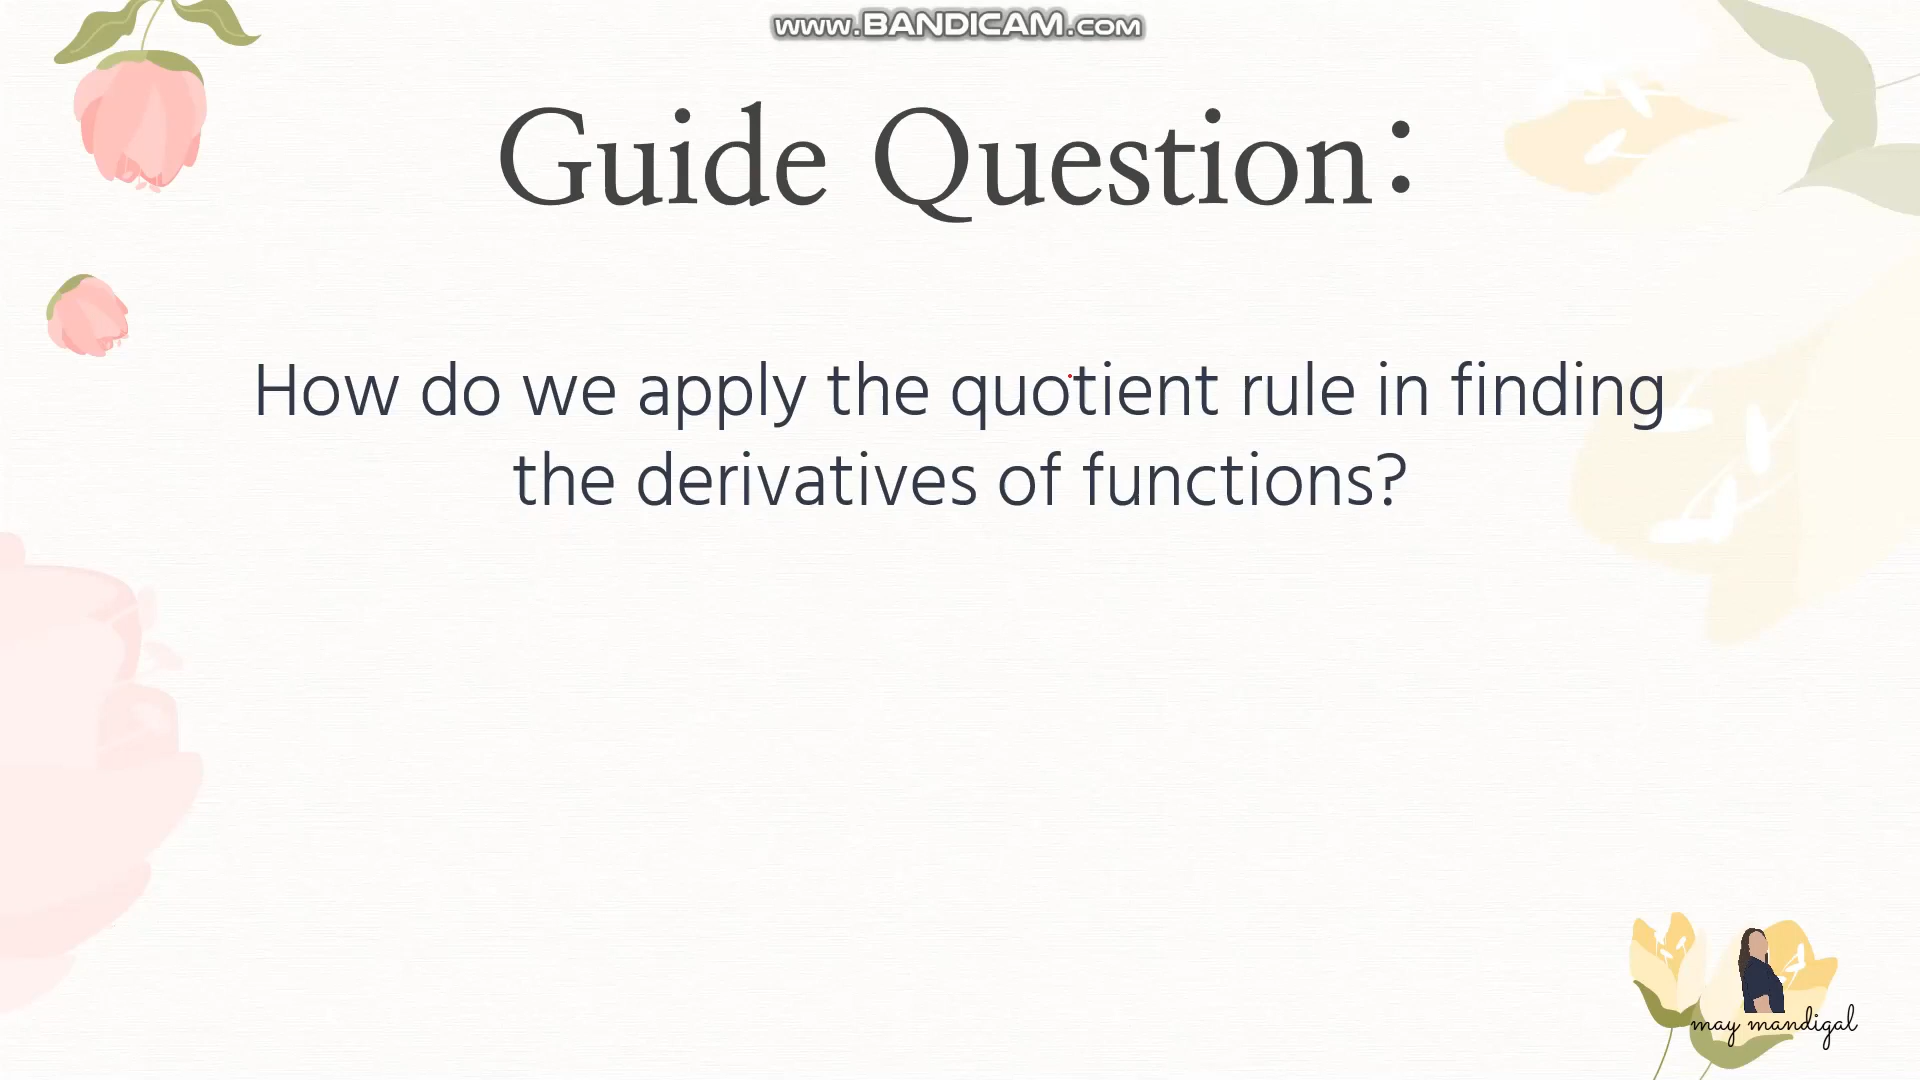 www.BANDICAM.com
Guide Question:
How do we apply the quotient rule in finding
the derivatives of functions?
may mandigal